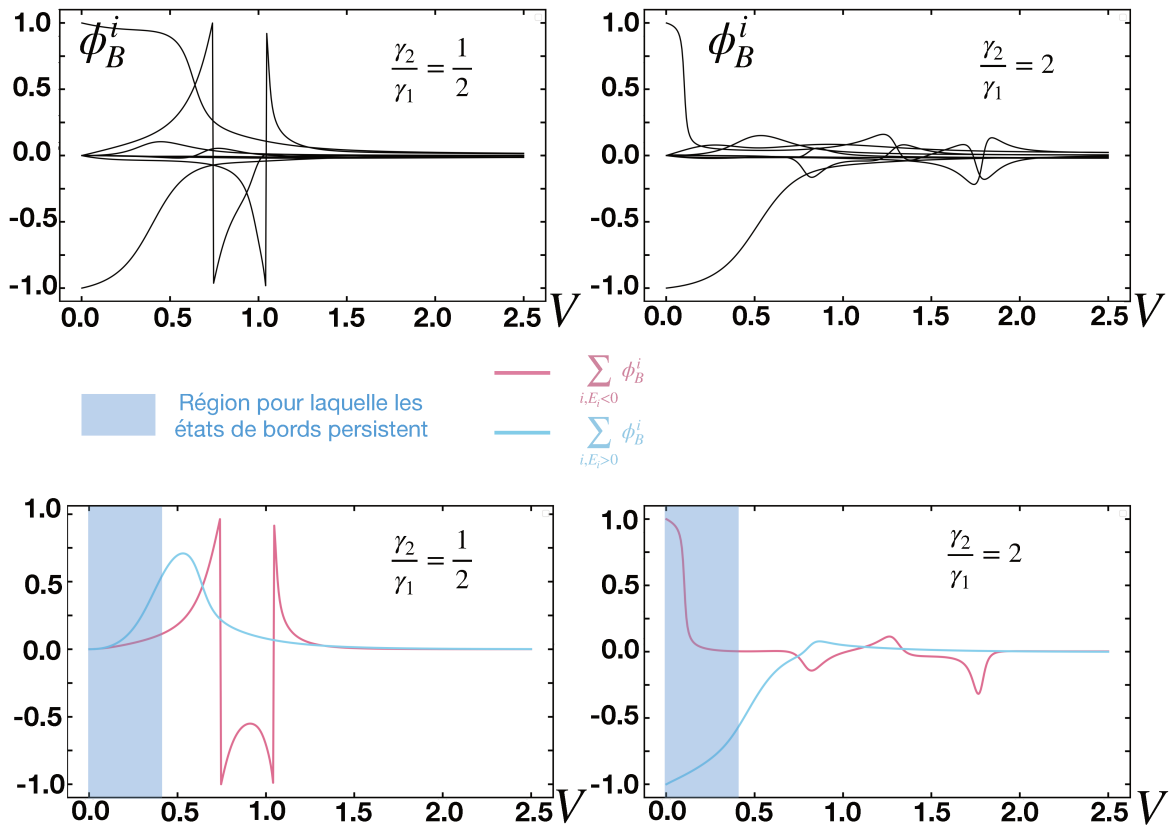 ϕ_B^i
γ₂/γ₁ = 1/2
1.0
0.5
0.0
-0.5
-1.0
0.0 0.5 1.0 1.5 2.0 2.5 V
ϕ_B^i
γ₂/γ₁ = 2
1.0
0.5
0.0
-0.5
-1.0
0.0 0.5 1.0 1.5 2.0 2.5 V
Région pour laquelle les
états de bords persistent
∑ ϕ_B^i
i,E_i<0
∑ ϕ_B^i
i,E_i>0
γ₂/γ₁ = 1/2
1.0
0.5
0.0
-0.5
-1.0
0.0 0.5 1.0 1.5 2.0 2.5 V
γ₂/γ₁ = 2
1.0
0.5
0.0
-0.5
-1.0
0.0 0.5 1.0 1.5 2.0 2.5 V